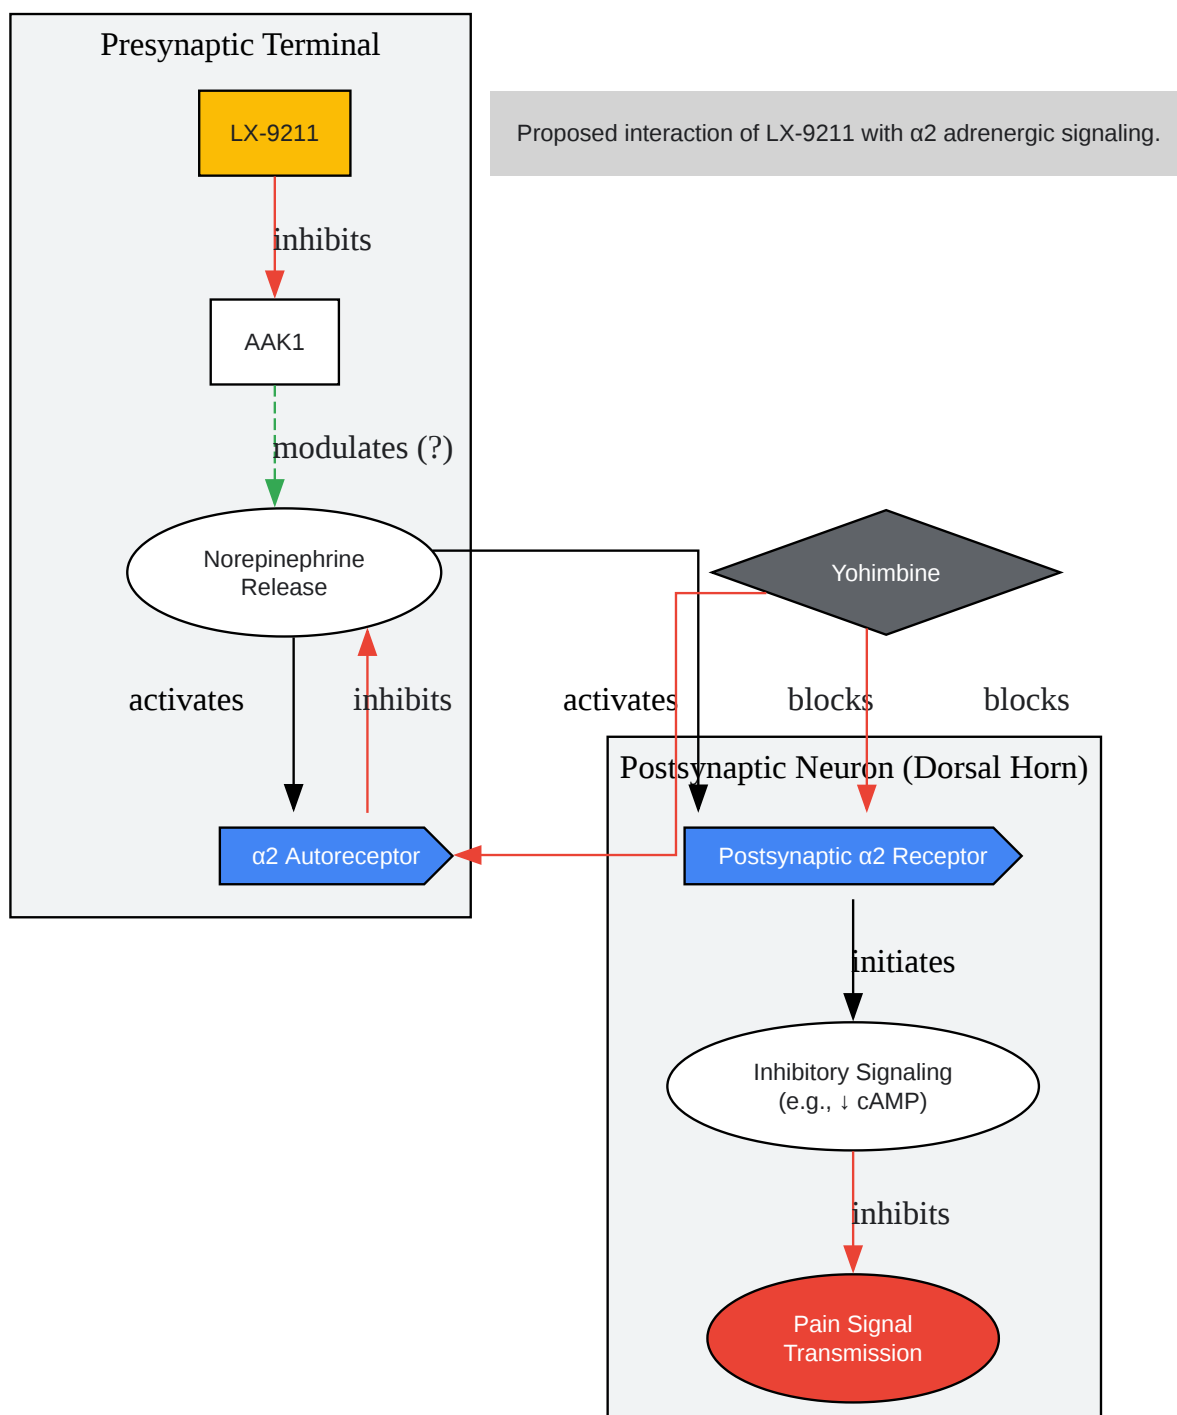 Presynaptic Terminal
LX-9211
Proposed interaction of LX-9211 with α2 adrenergic signaling.
inhibits
AAK1
modulates (?)
Norepinephrine
Release
Yohimbine
activates
inhibits
activates
blocks
blocks
Postsynaptic Neuron (Dorsal Horn)
α2 Autoreceptor
Postsynaptic α2 Receptor
initiates
Inhibitory Signaling
(e.g., ↓ cAMP)
inhibits
Pain Signal
Transmission